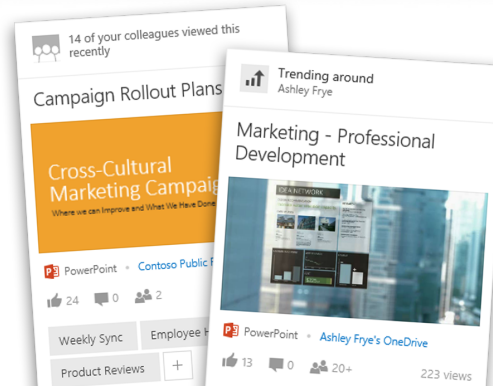 14 of your colleagues viewed this
recently
Campaign Rollout Plans
Cross-Cultural
Marketing Campaig
Where we can Improve and What We Have Done
PowerPoint • Contoso Public
24 0 2
Weekly Sync Employee
Product Reviews +
Trending around
Ashley Frye
Marketing - Professional
Development
IDEA NETWORK
PowerPoint • Ashley Frye's OneDrive
13 0 20+ 223 views